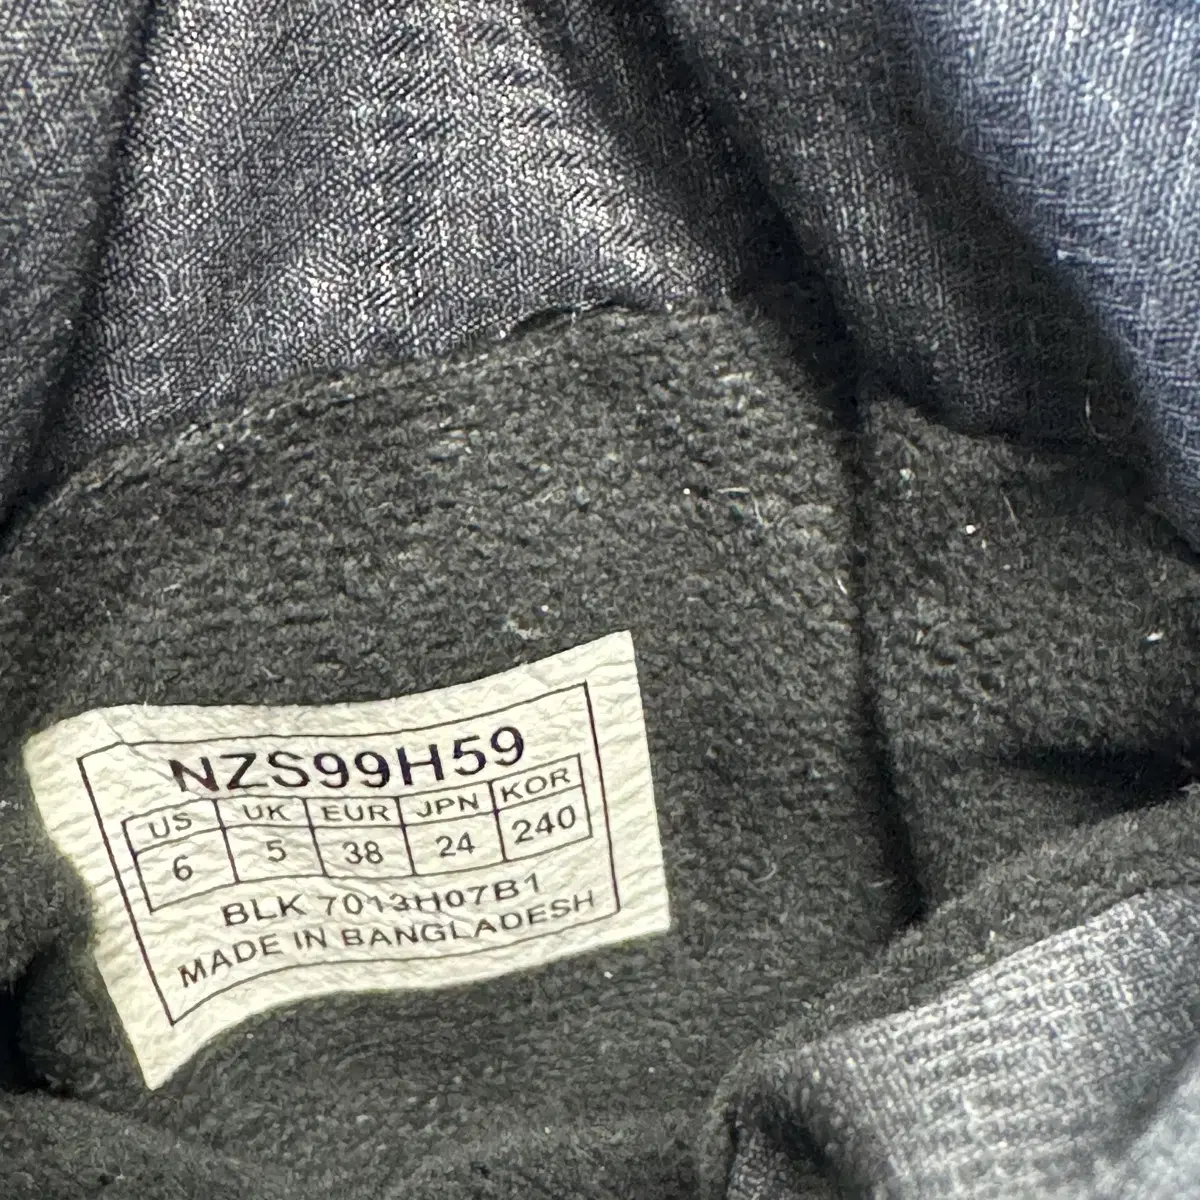 NZS99H59
US UK EUR JPN KOR
6 5 38 24 240
BLK 7013H07B1
MADE IN BANGLADESH